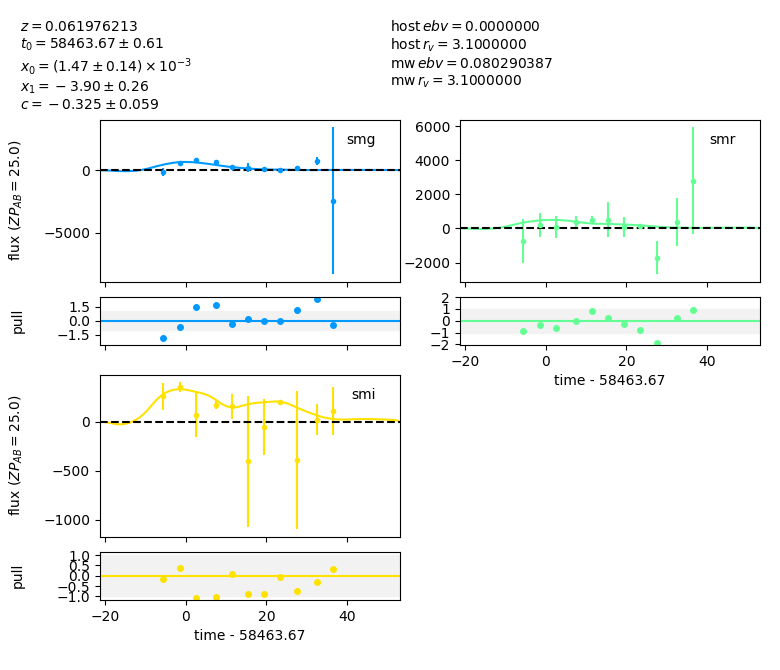 z = 0.061976213
t₀ = 58463.67 ± 0.61
x₀ = (1.47 ± 0.14) × 10⁻³
x₁ = −3.90 ± 0.26
c = −0.325 ± 0.059
host ebv = 0.0000000
host r_v = 3.1000000
mw ebv = 0.080290387
mw r_v = 3.1000000
smg
0
−5000
flux (ZP_AB = 25.0)
1.5
0.0
−1.5
pull
smr
6000
4000
2000
0
−2000
2
1
0
−1
−2
−20
0
20
40
time - 58463.67
smi
0
−500
−1000
flux (ZP_AB = 25.0)
1.0
0.5
0.0
−0.5
−1.0
pull
−20
0
20
40
time - 58463.67